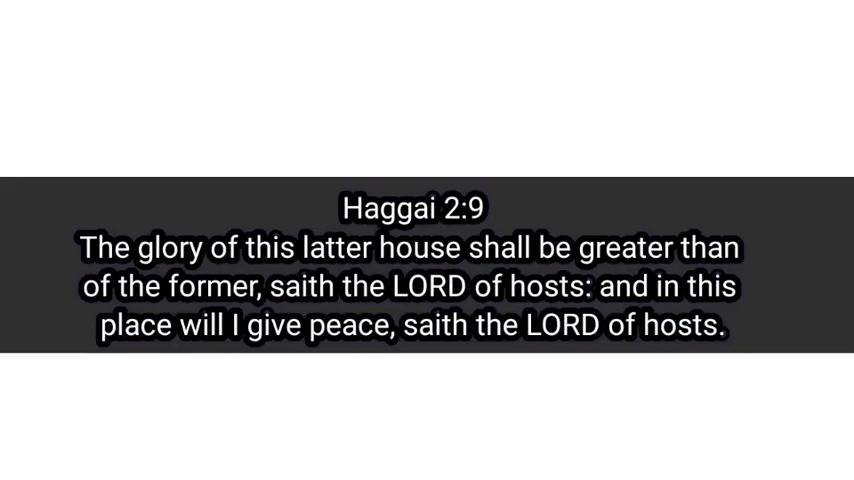 Haggai 2:9
The glory of this latter house shall be greater than
of the former, saith the LORD of hosts: and in this
place will I give peace, saith the LORD of hosts.